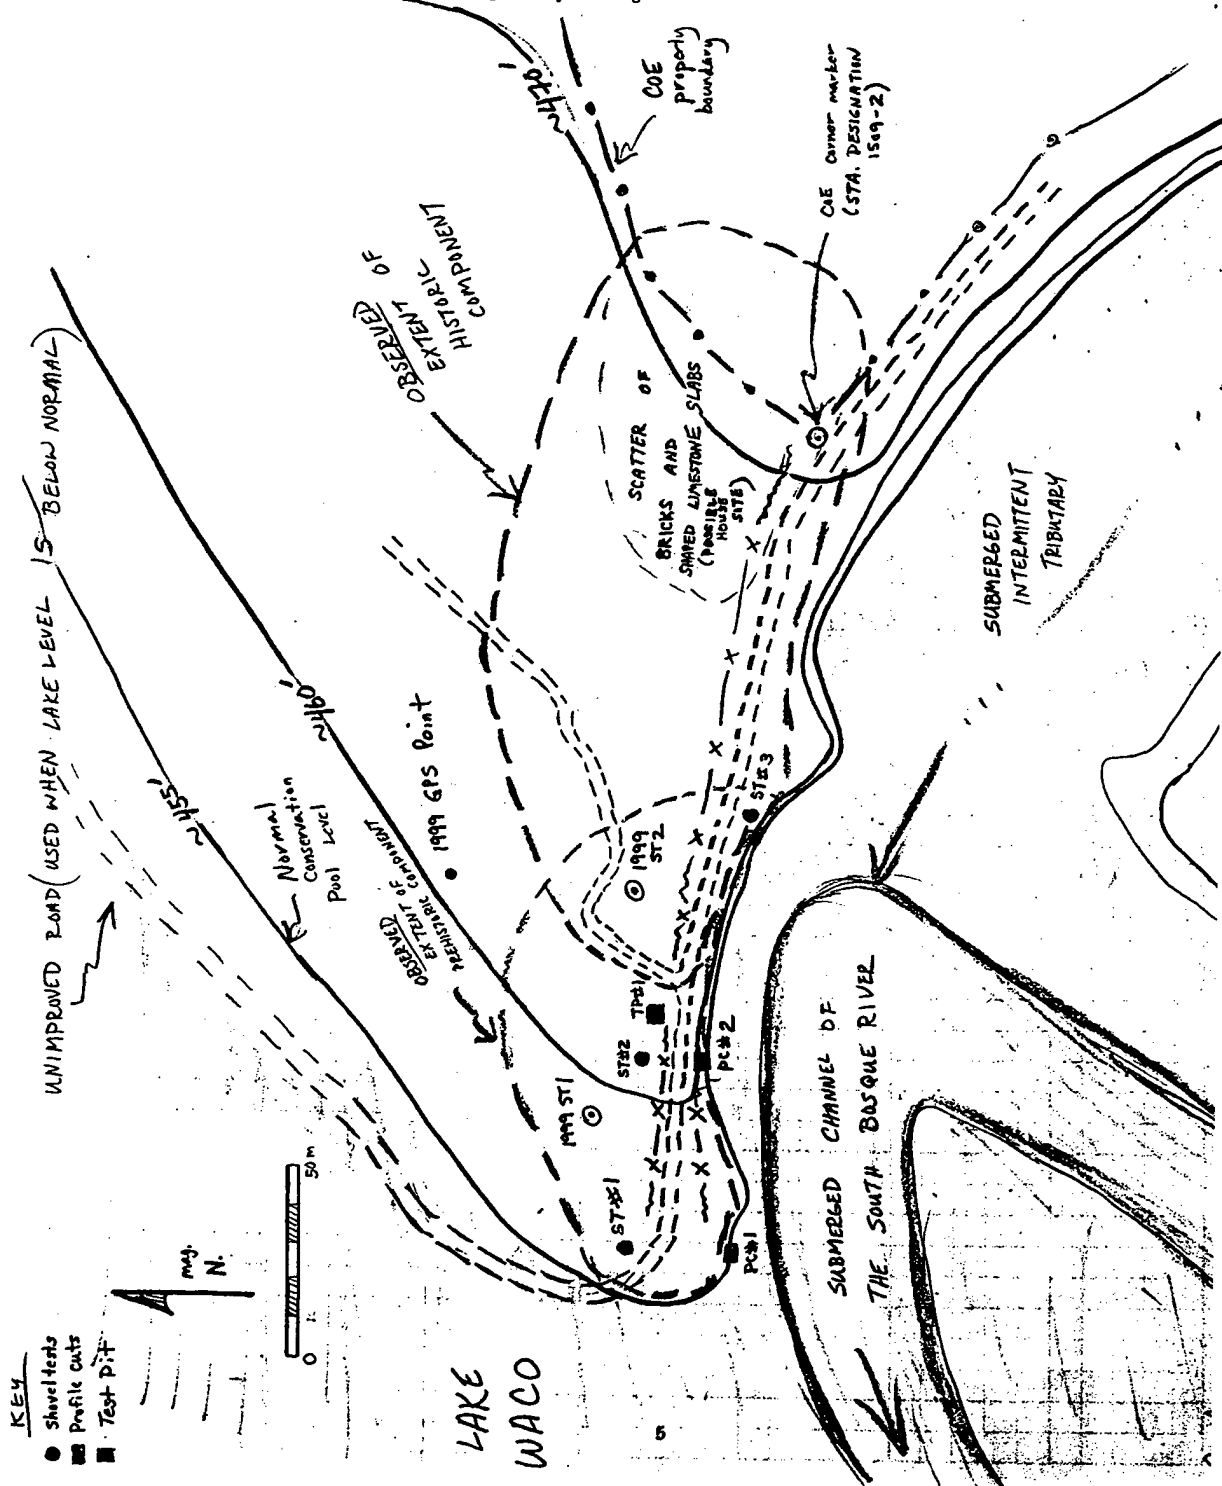 KEY
Shovel tests
Profile cuts
Test Pit
mag.
N.
0
50 m
LAKE
WACO
UNIMPROVED ROAD (USED WHEN LAKE LEVEL IS BELOW NORMAL)
~455'
Normal
Conservation
Pool Level
~460'
1999 GPS Point
OBSERVED
EXTENT OF
PREHISTORIC COMPONENT
OBSERVED OF
EXTENT OF
HISTORIC
COMPONENT
~470'
COE
property
boundary
COE corner marker
(STA. DESIGNATION
1509-2)
SCATTER OF
BRICKS AND
SHAPED LIMESTONE SLABS
(POSSIBLE
HOUSE
SITE)
1999
ST2
1999 ST1
ST#1
ST#2
TP#1
ST#3
PC#2
PC#1
SUBMERGED
INTERMITTENT
TRIBUTARY
SUBMERGED CHANNEL OF
THE SOUTH BOSQUE RIVER
5